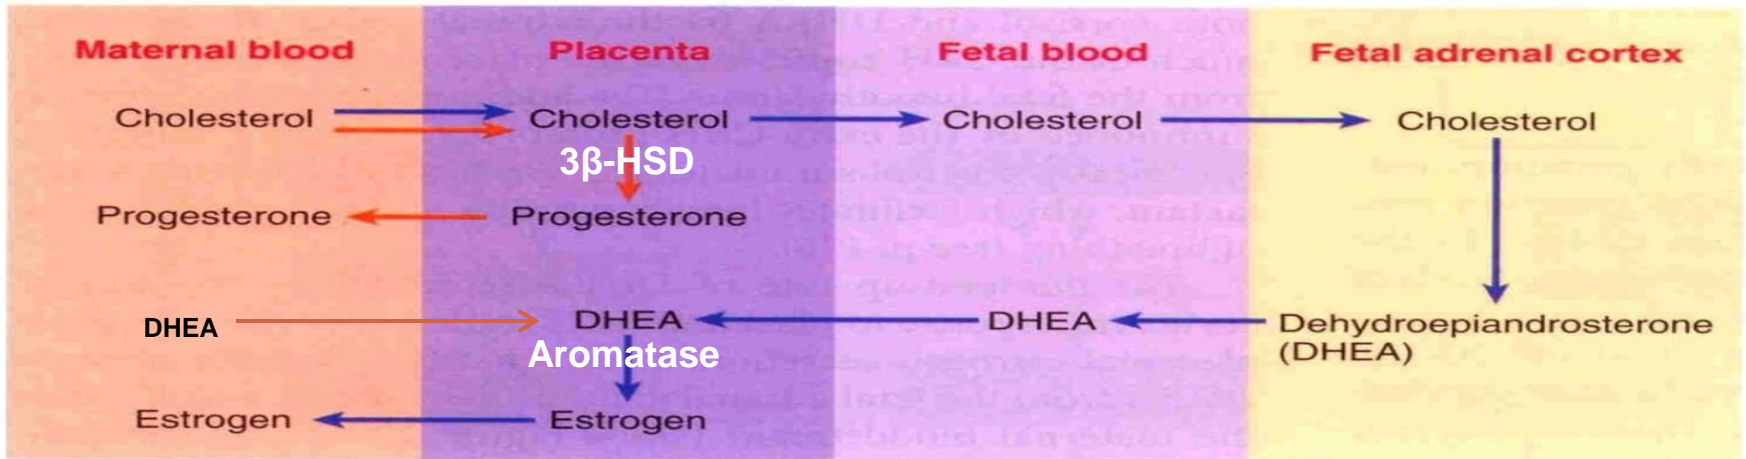 Maternal blood Placenta Fetal blood Fetal adrenal cortex
Cholesterol Cholesterol Cholesterol Cholesterol
3β-HSD
Progesterone Progesterone
DHEA DHEA DHEA Dehydroepiandrosterone
(DHEA)
Aromatase
Estrogen Estrogen